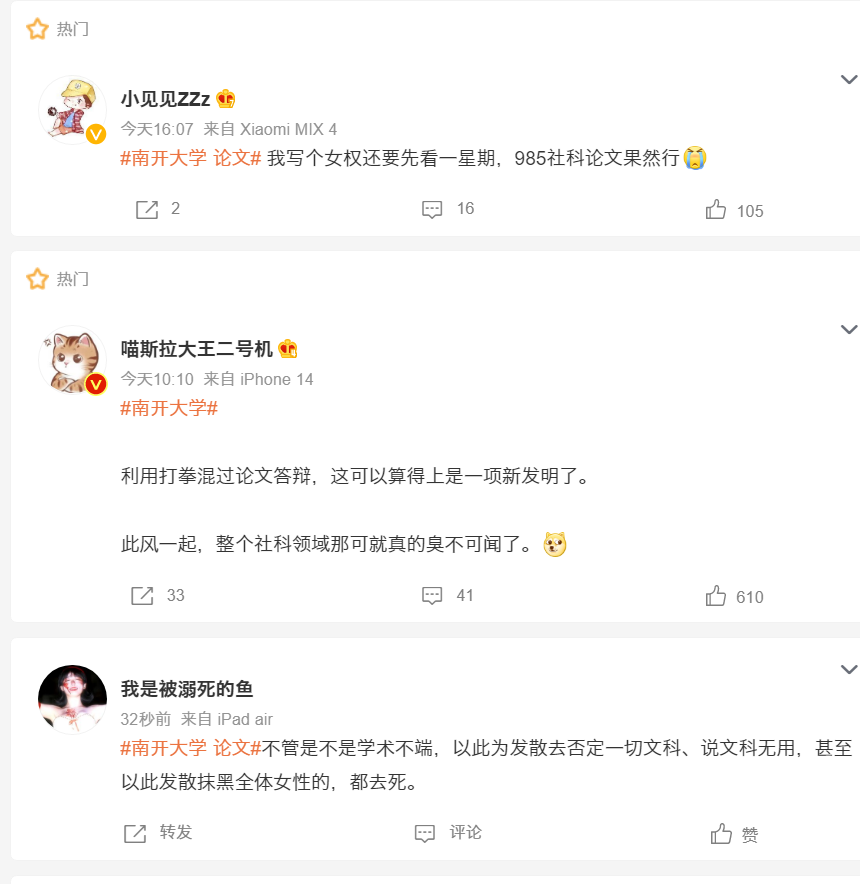 热门
小见见ZZz
今天16:07 来自 Xiaomi MIX 4
#南开大学 论文# 我写个女权还要先看一星期，985社科论文果然行
2 16 105
热门
喵斯拉大王二号机
今天10:10 来自 iPhone 14
#南开大学#
利用打拳混过论文答辩，这可以算得上是一项新发明了。
此风一起，整个社科领域那可就真的臭不可闻了。
33 41 610
我是被溺死的鱼
32秒前 来自 iPad air
#南开大学 论文#不管是不是学术不端，以此为发散去否定一切文科、说文科无用，甚至
以此发散抹黑全体女性的，都去死。
转发 评论 赞